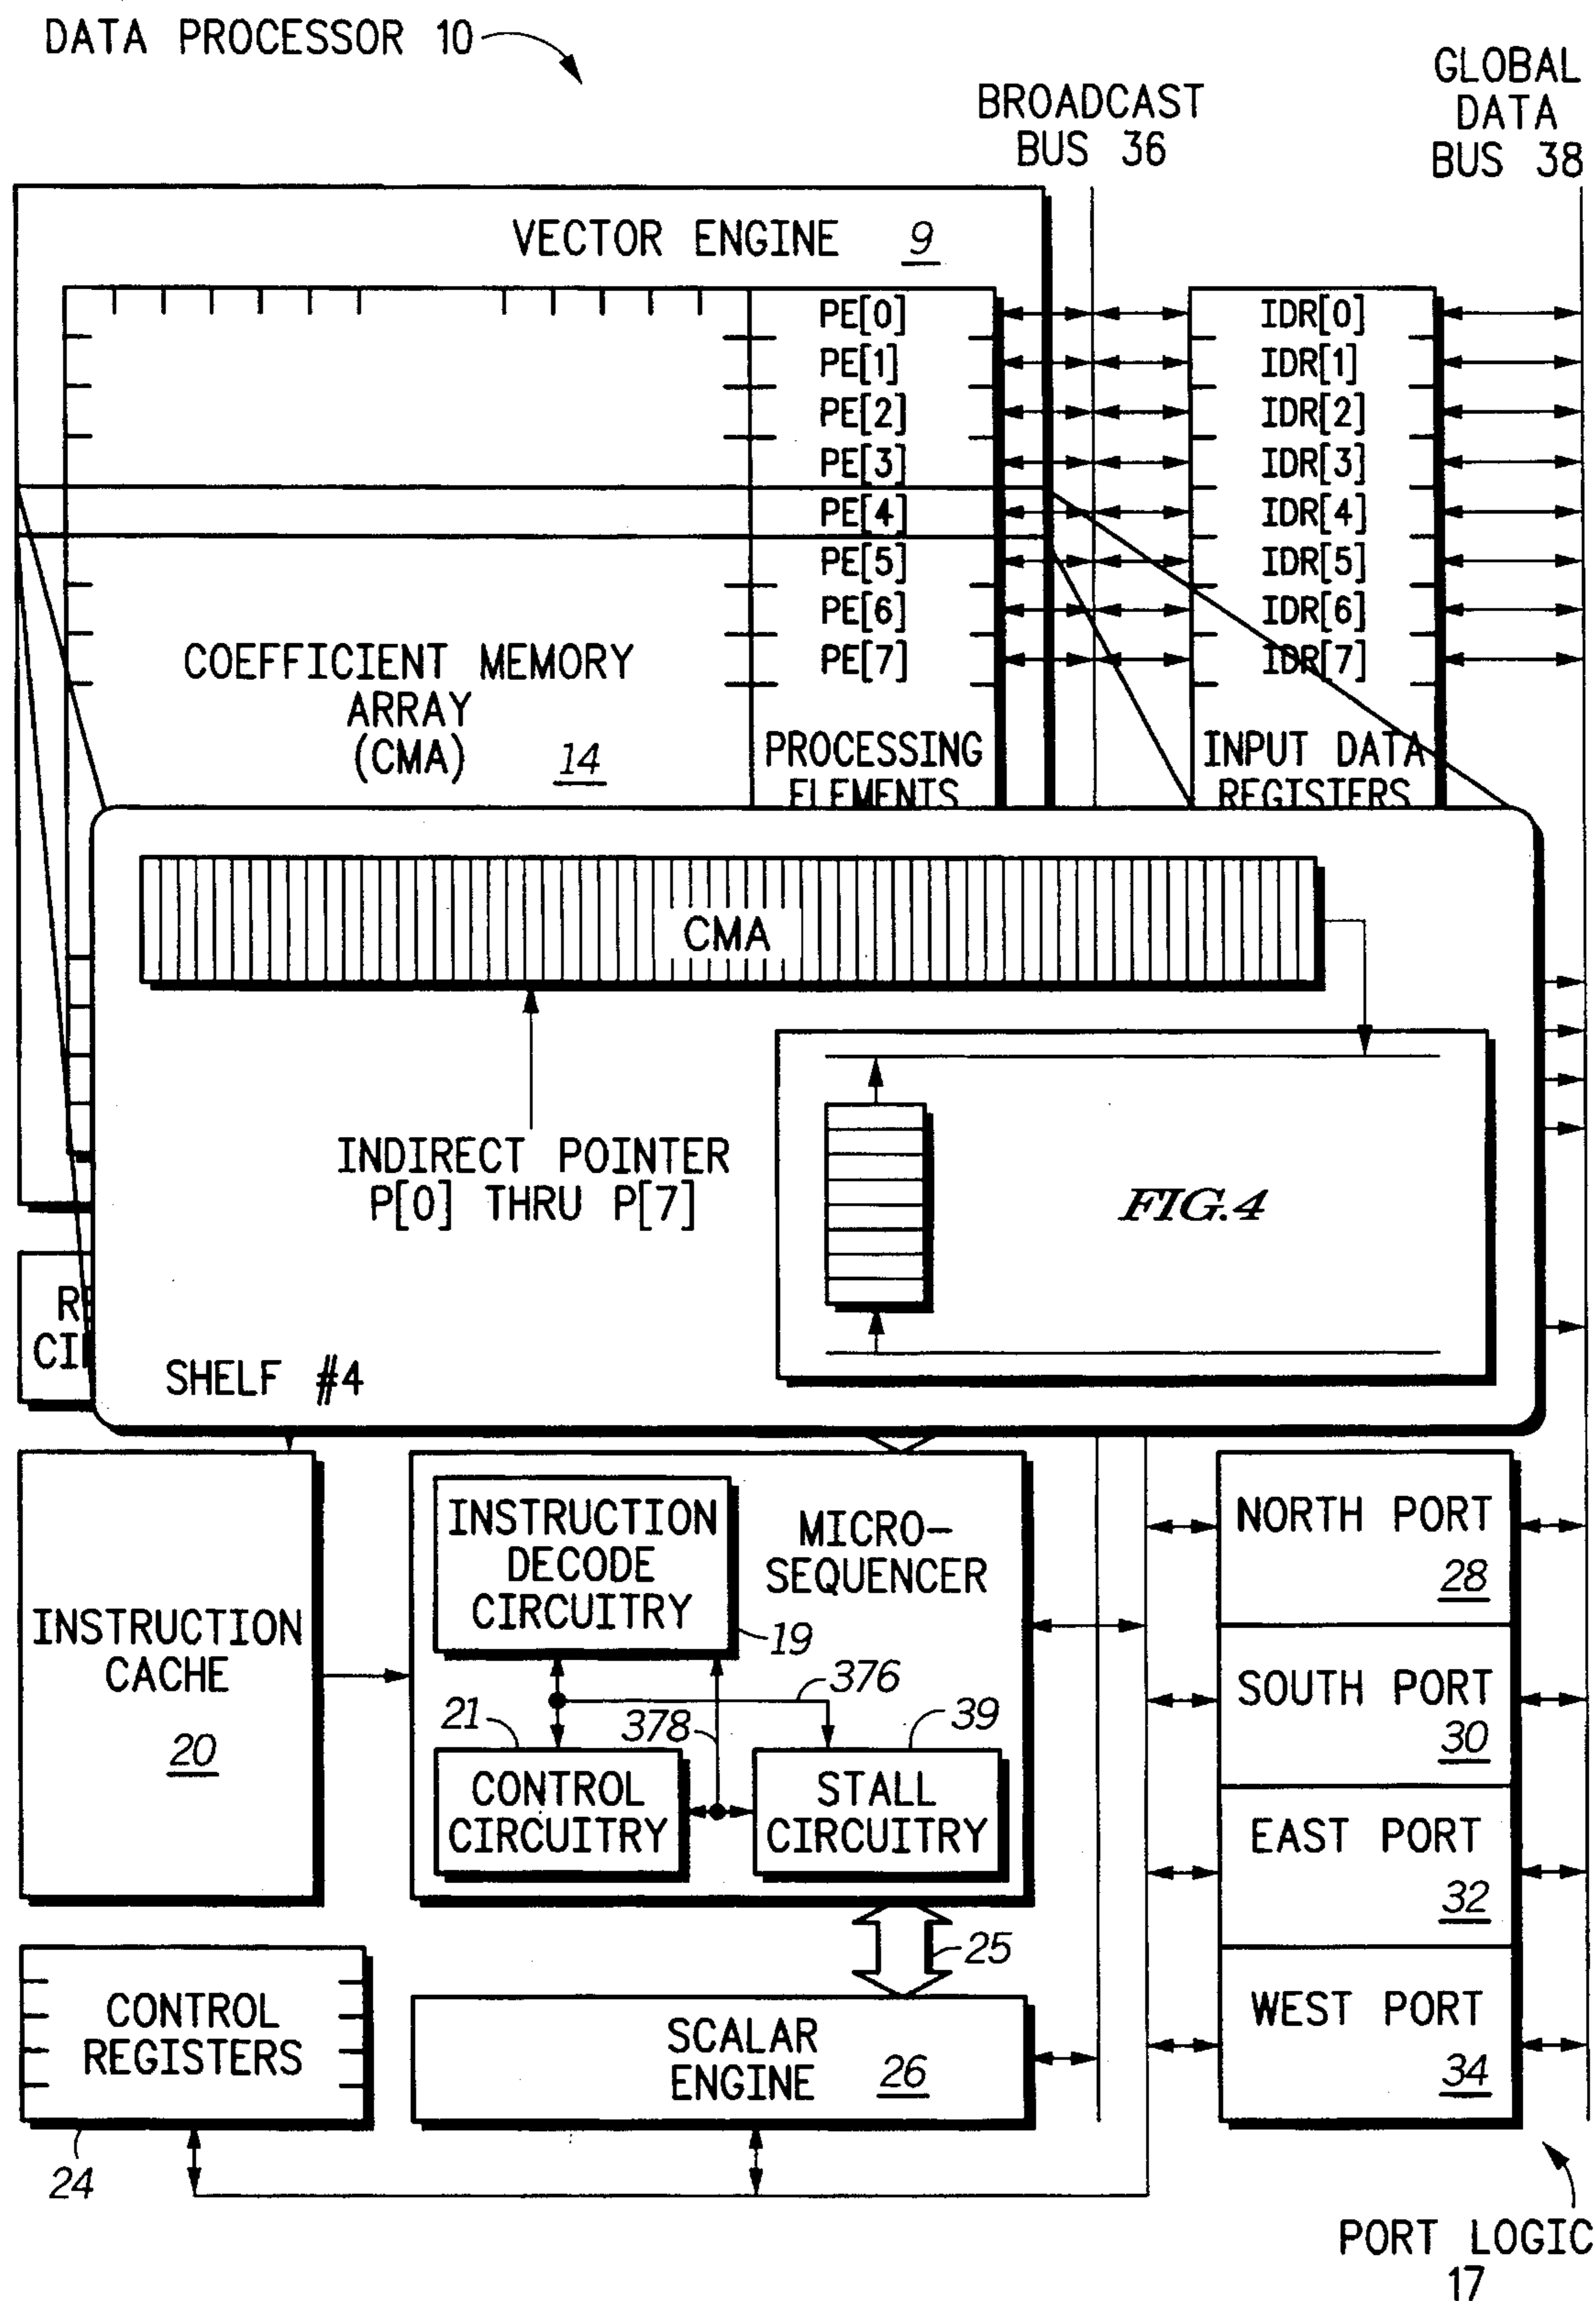 DATA PROCESSOR 10
BROADCAST
BUS 36
GLOBAL
DATA
BUS 38
VECTOR ENGINE 9
PE[0]
PE[1]
PE[2]
PE[3]
PE[4]
PE[5]
PE[6]
PE[7]
IDR[0]
IDR[1]
IDR[2]
IDR[3]
IDR[4]
IDR[5]
IDR[6]
IDR[7]
COEFFICIENT MEMORY
ARRAY
(CMA) 14
PROCESSING
ELEMENTS
INPUT DATA
REGISTERS
CMA
INDIRECT POINTER
P[0] THRU P[7]
FIG.4
SHELF #4
INSTRUCTION
CACHE
20
INSTRUCTION
DECODE
CIRCUITRY
19
MICRO-
SEQUENCER
376
21
378
39
CONTROL
CIRCUITRY
STALL
CIRCUITRY
25
NORTH PORT
28
SOUTH PORT
30
EAST PORT
32
WEST PORT
34
CONTROL
REGISTERS
24
SCALAR
ENGINE 26
PORT LOGIC
17